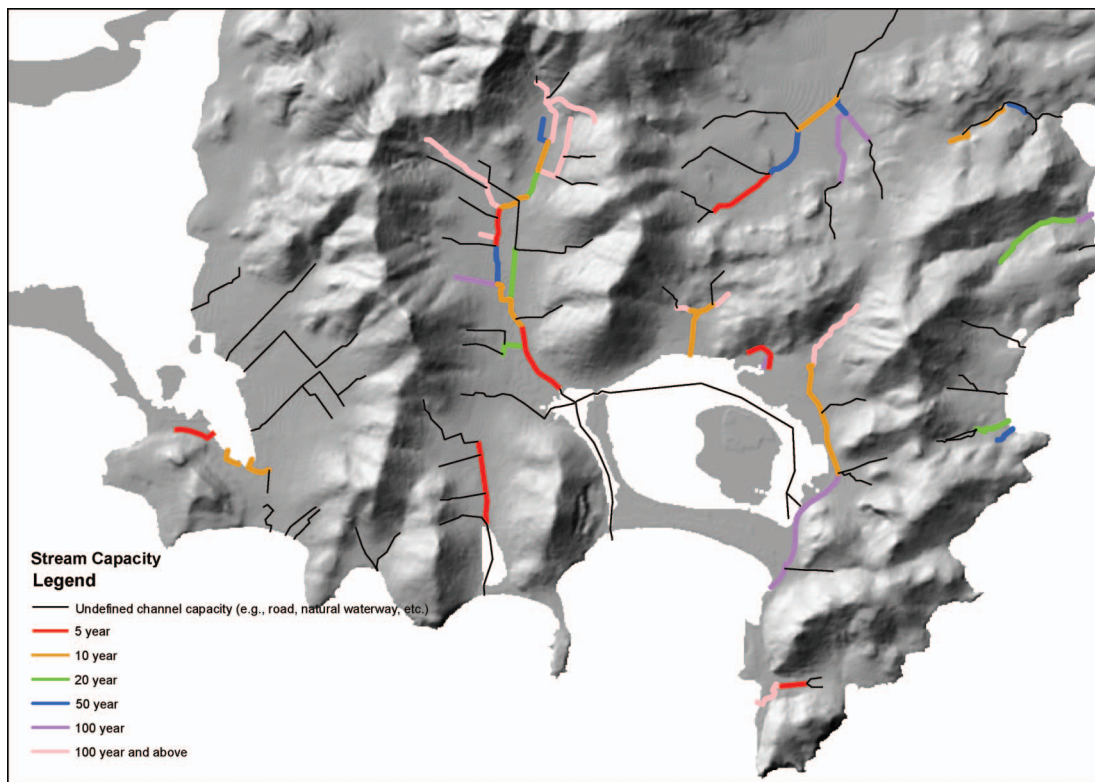 Stream Capacity
Legend
Undefined channel capacity (e.g., road, natural waterway, etc.)
5 year
10 year
20 year
50 year
100 year
100 year and above